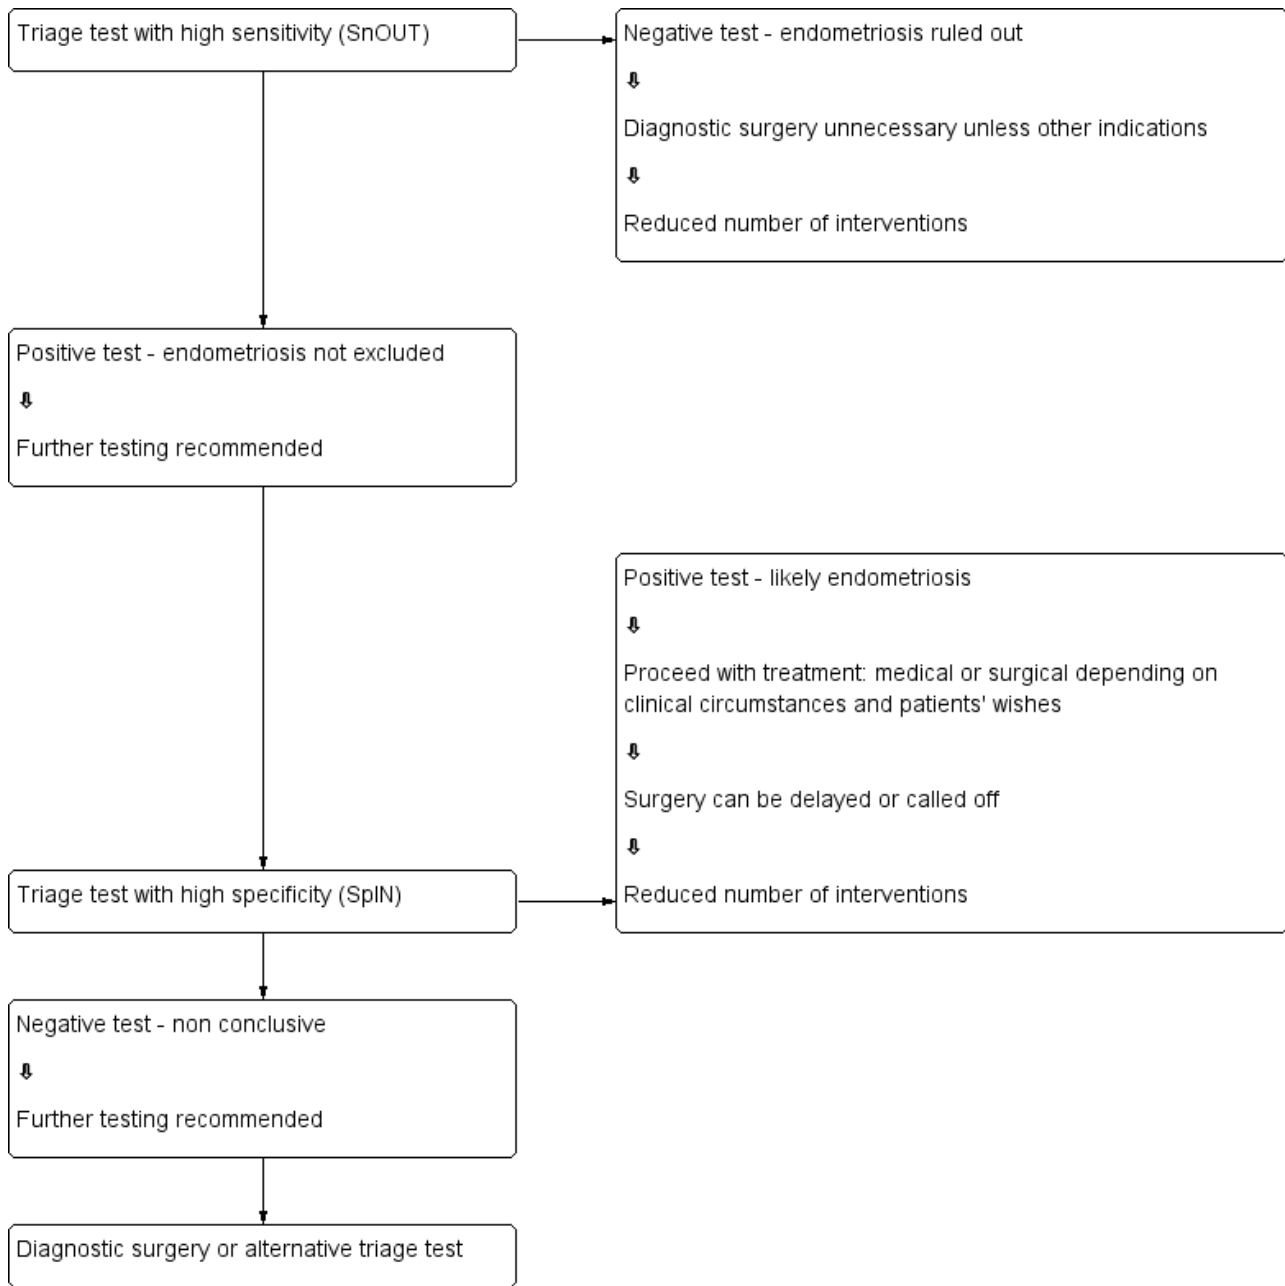 Triage test with high sensitivity (SnOUT)
Negative test - endometriosis ruled out
⇩
Diagnostic surgery unnecessary unless other indications
⇩
Reduced number of interventions
Positive test - endometriosis not excluded
⇩
Further testing recommended
Triage test with high specificity (SpIN)
Positive test - likely endometriosis
⇩
Proceed with treatment: medical or surgical depending on
clinical circumstances and patients' wishes
⇩
Surgery can be delayed or called off
⇩
Reduced number of interventions
Negative test - non conclusive
⇩
Further testing recommended
Diagnostic surgery or alternative triage test